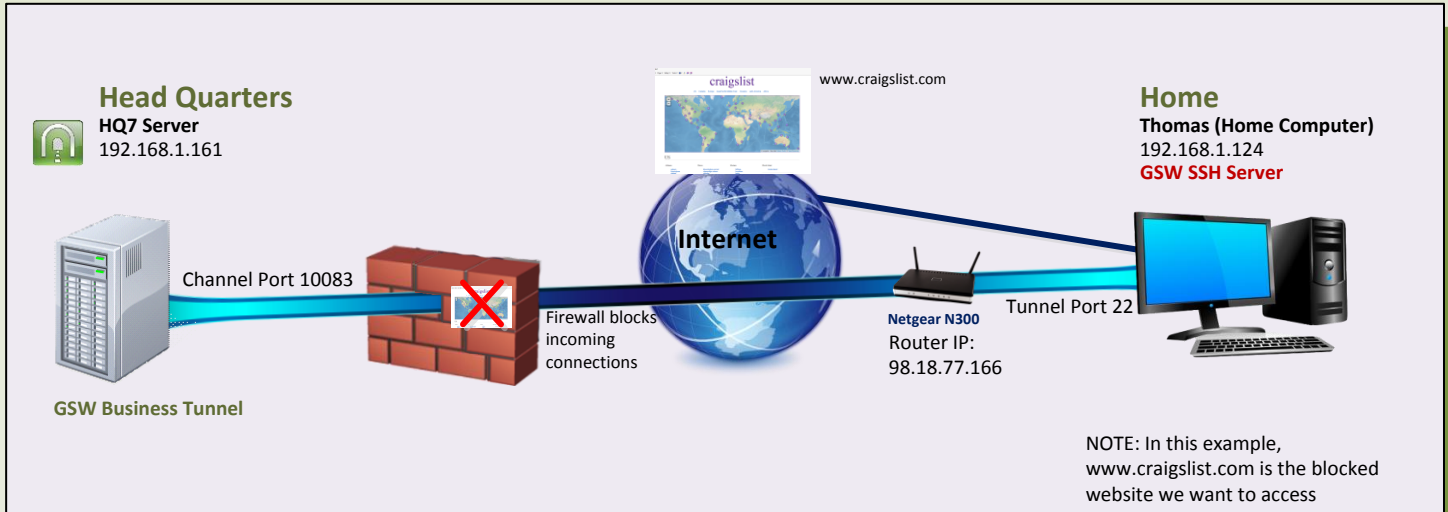 Head Quarters
HQ7 Server
192.168.1.161
craigslist
www.craigslist.com
Home
Thomas (Home Computer)
192.168.1.124
GSW SSH Server
Internet
Channel Port 10083
Firewall blocks
incoming
connections
Netgear N300
Router IP:
98.18.77.166
Tunnel Port 22
GSW Business Tunnel
NOTE: In this example,
www.craigslist.com is the blocked
website we want to access